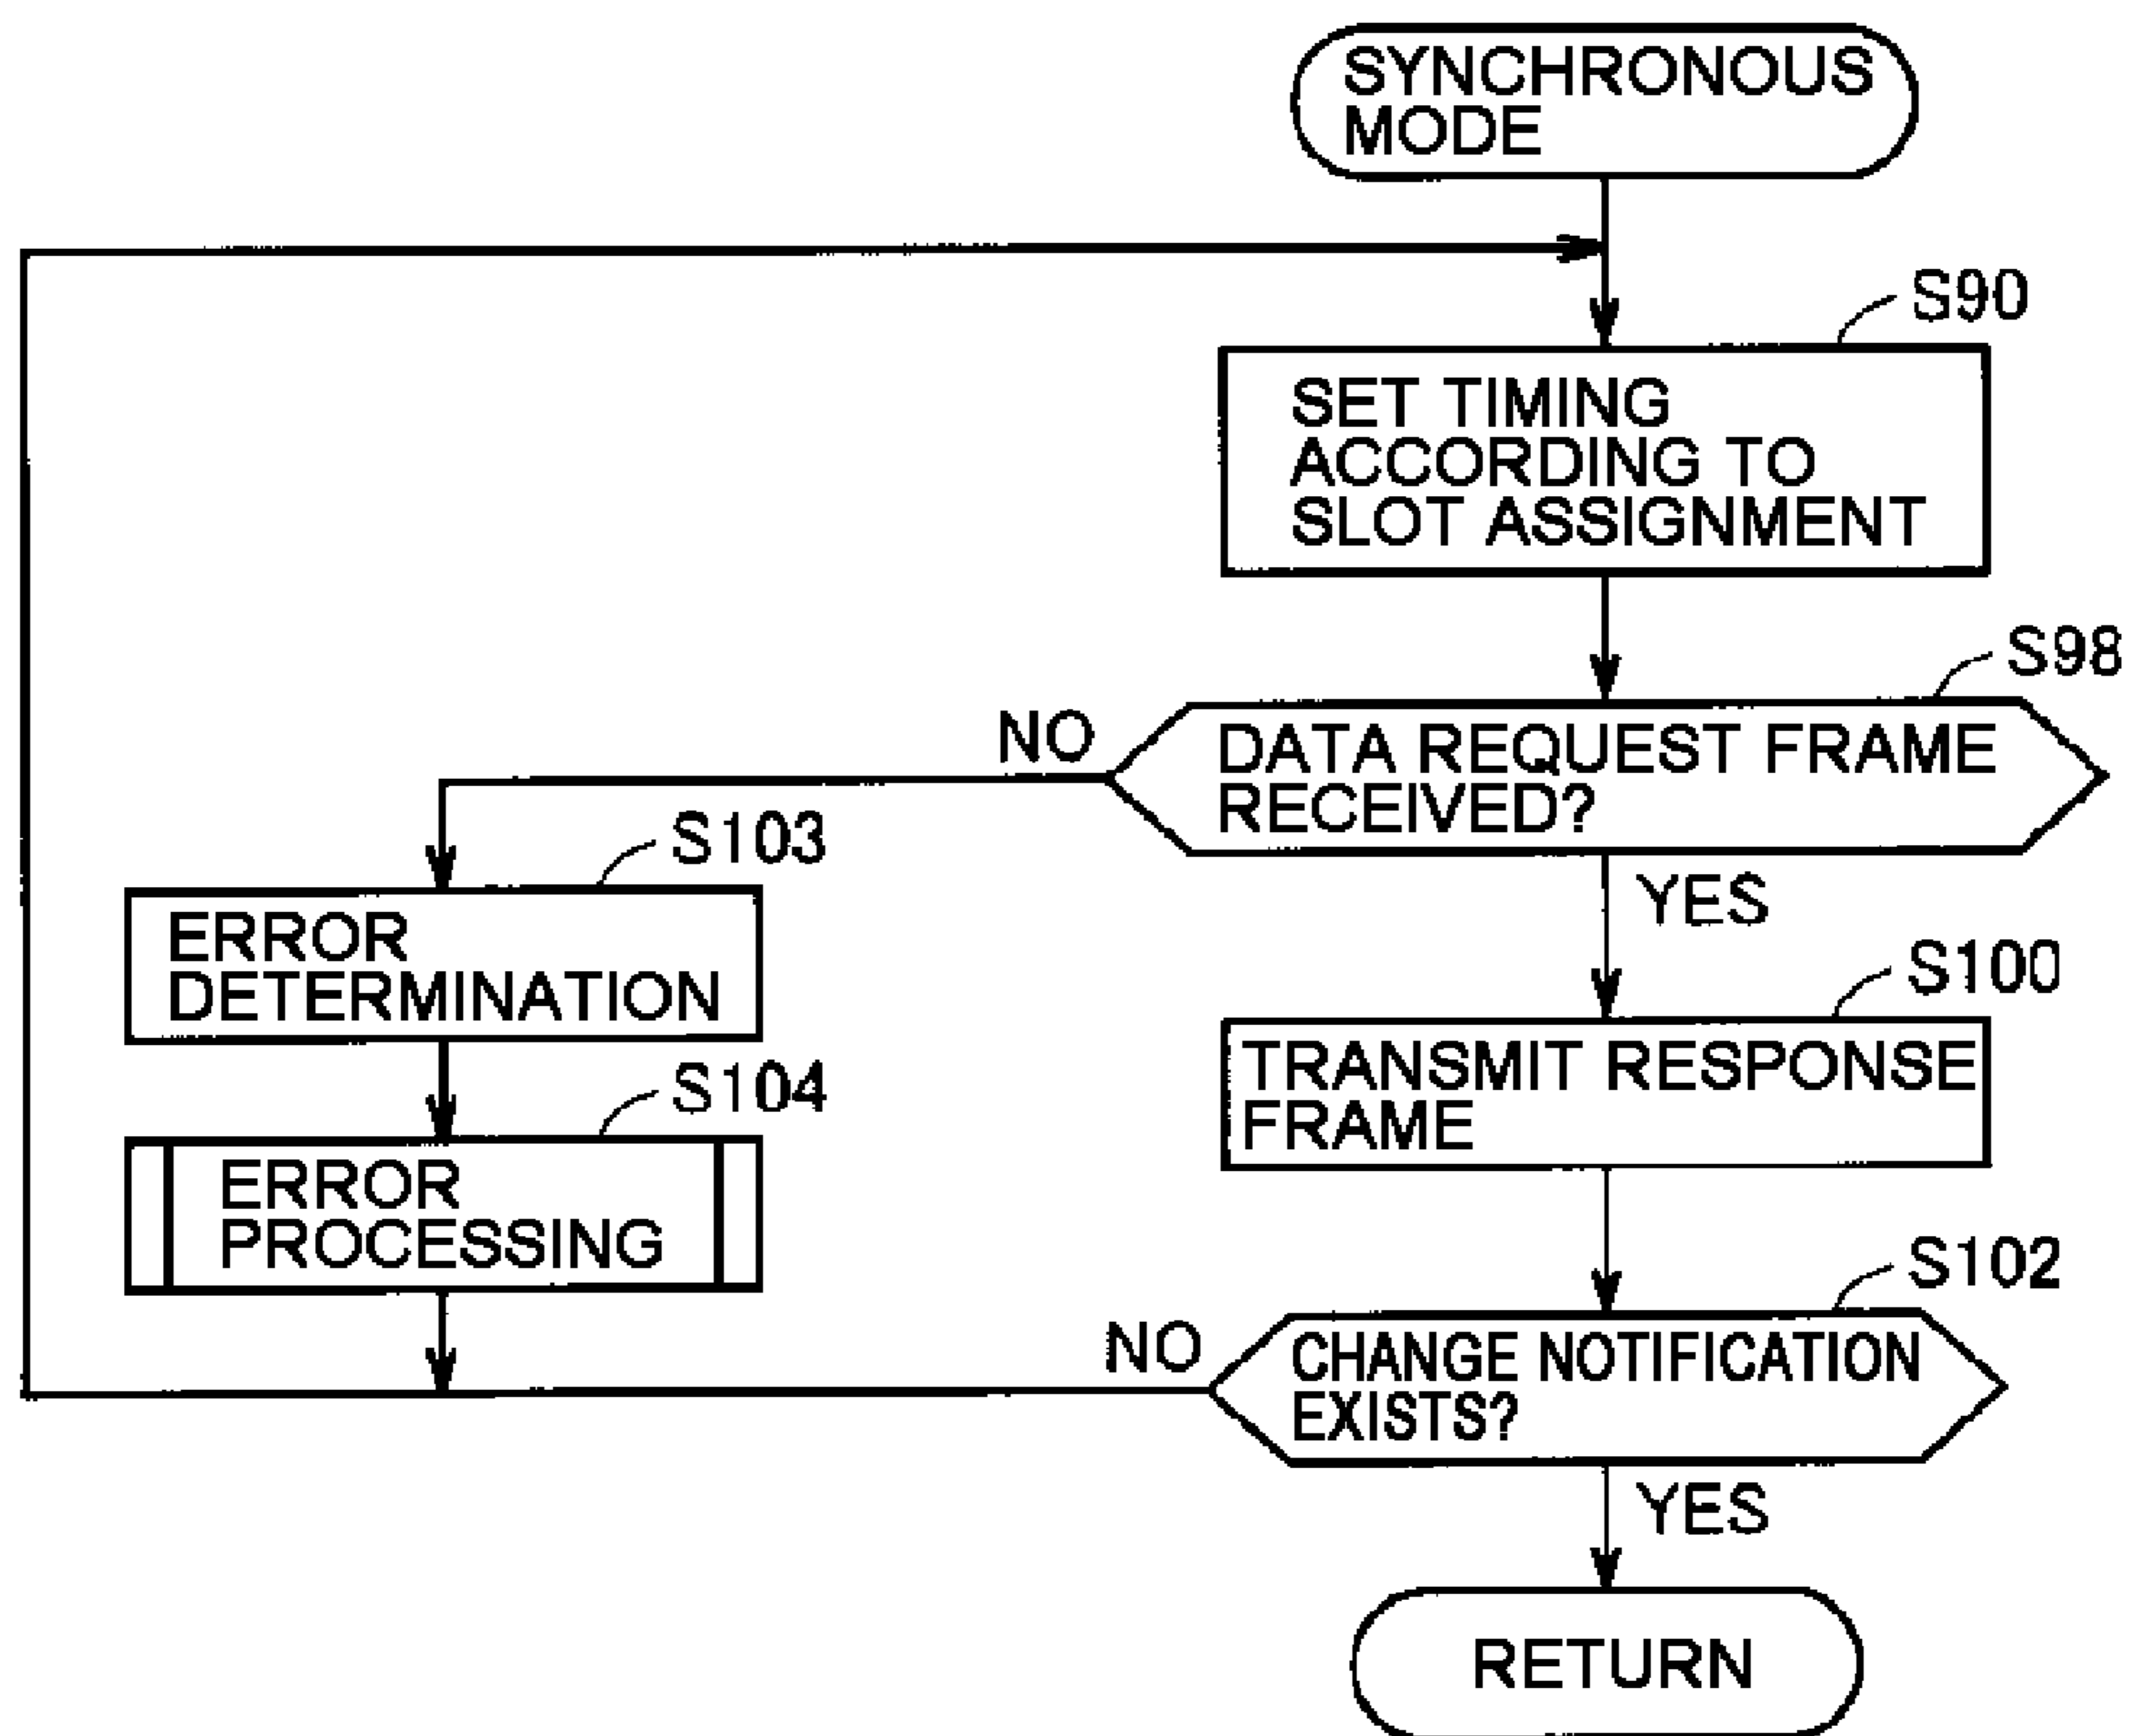 SYNCHRONOUS
MODE
S90
SET TIMING
ACCORDING TO
SLOT ASSIGNMENT
S98
NO
DATA REQUEST FRAME
RECEIVED?
YES
S103
ERROR
DETERMINATION
S100
TRANSMIT RESPONSE
FRAME
S104
ERROR
PROCESSING
S102
NO
CHANGE NOTIFICATION
EXISTS?
YES
RETURN